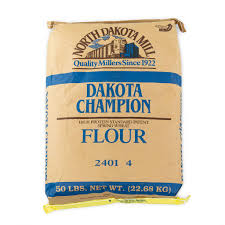 NORTH DAKOTA MILL
Quality Millers Since 1922
DAKOTA
CHAMPION
HIGH PROTEIN STANDARD PATENT
SPRING WHEAT
FLOUR
2401 4
50 LBS. NET WT. (22.68 KG)